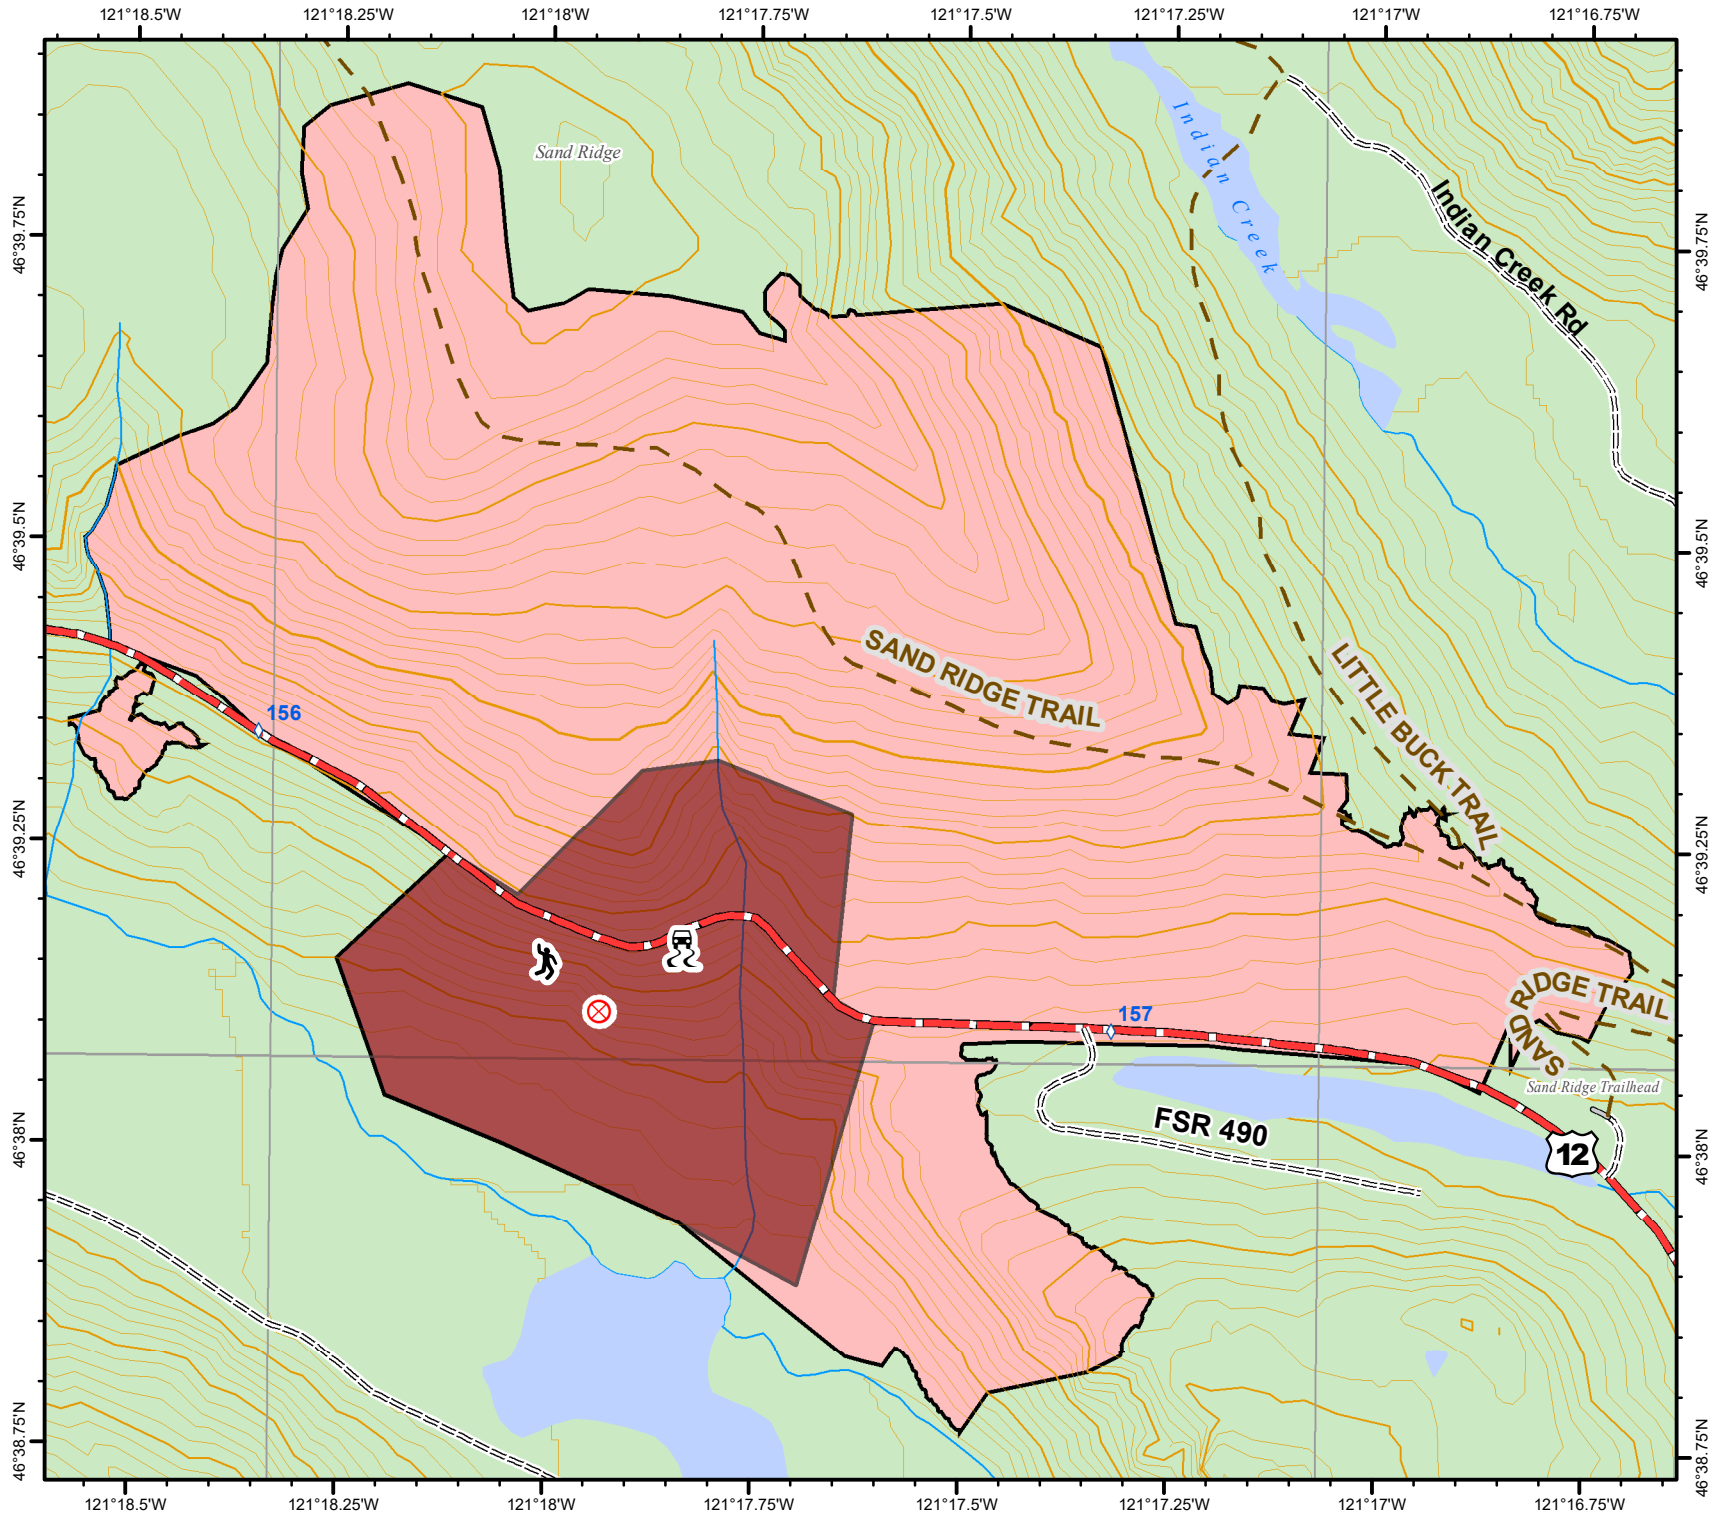 121°18.5'W 121°18.25'W 121°18'W 121°17.75'W 121°17.5'W 121°17.25'W 121°17'W 121°16.75'W
Indian Creek
Sand Ridge
Indian Creek Rd
46°39.75'N 46°39.75'N
46°39.5'N 46°39.5'N
SAND RIDGE TRAIL
LITTLE BUCK TRAIL
156
46°39.25'N 46°39.25'N
SAND RIDGE TRAIL
157
Sand Ridge Trailhead
FSR 490
12
46°38'N 46°38'N
46°38.75'N 46°38.75'N
121°18.5'W 121°18.25'W 121°18'W 121°17.75'W 121°17.5'W 121°17.25'W 121°17'W 121°16.75'W